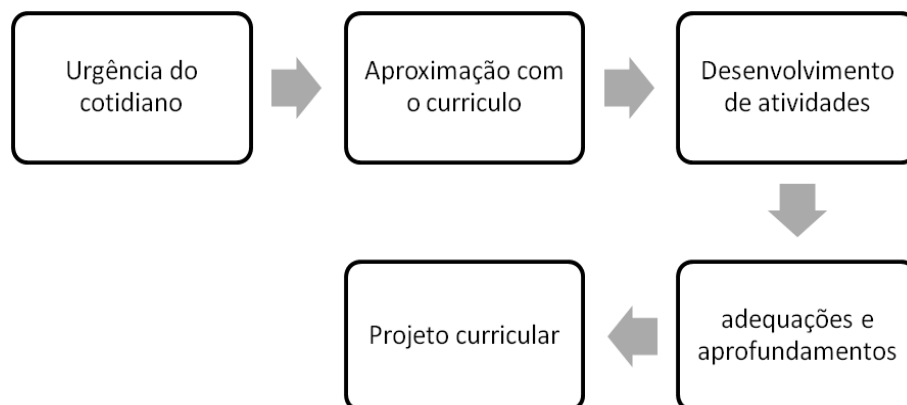 Urgência do
cotidiano
Aproximação com
o curriculo
Desenvolvimento
de atividades
adequações e
aprofundamentos
Projeto curricular